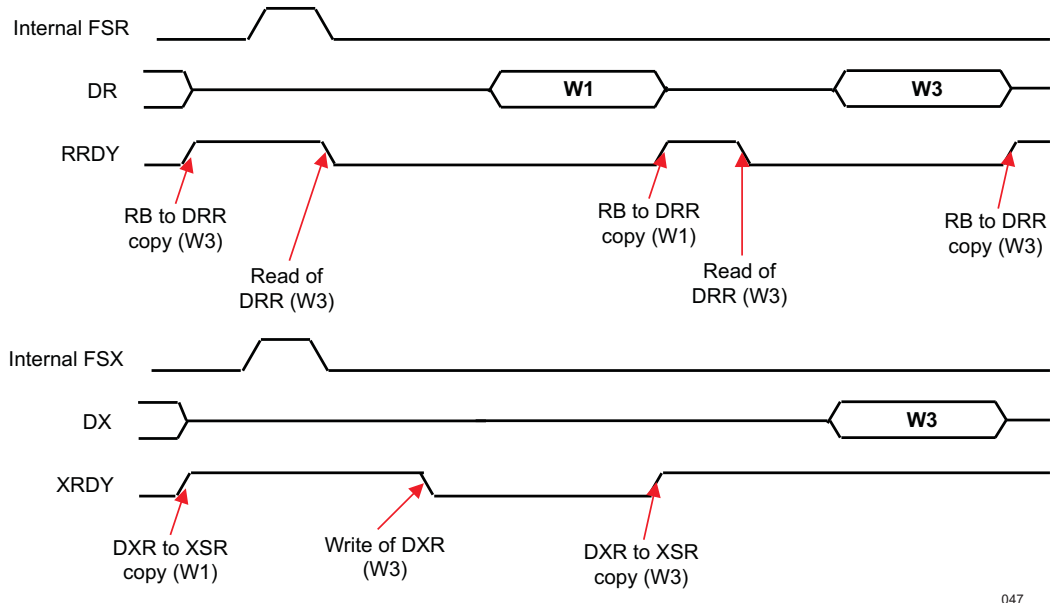 Internal FSR
DR
W1
W3
RRDY
RB to DRR
copy (W3)
Read of
DRR (W3)
RB to DRR
copy (W1)
Read of
DRR (W3)
RB to DRR
copy (W3)
Internal FSX
DX
W3
XRDY
DXR to XSR
copy (W1)
Write of DXR
(W3)
DXR to XSR
copy (W3)
047